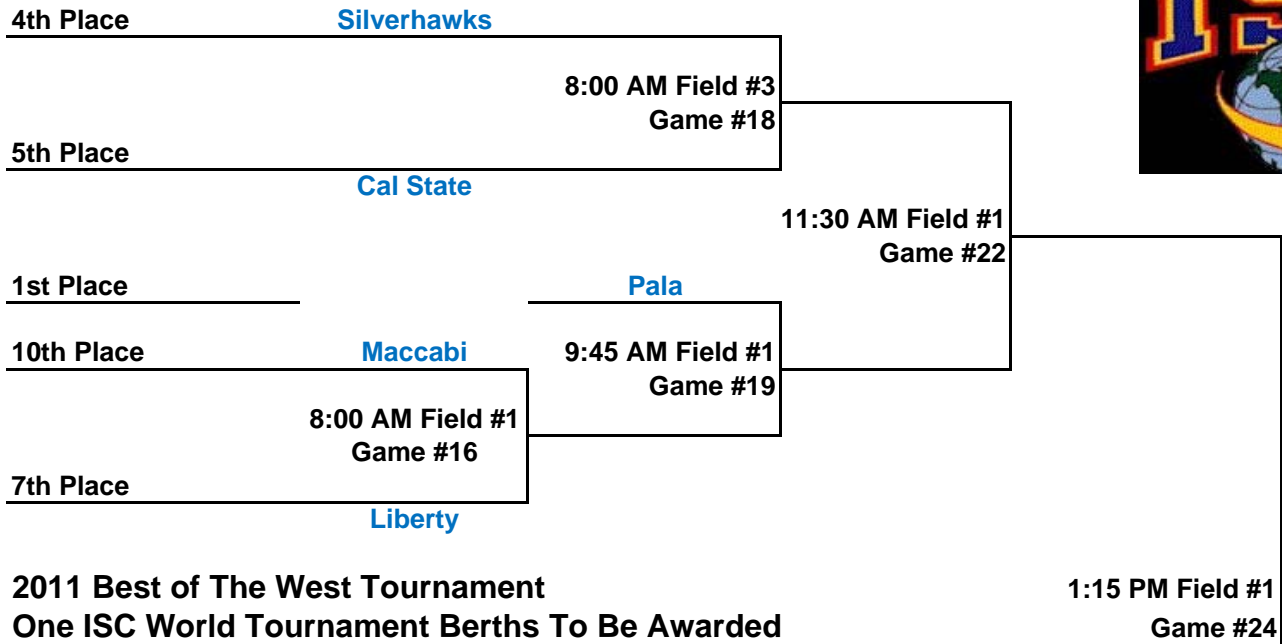 4th Place Silverhawks
8:00 AM Field #3
Game #18
5th Place
Cal State
11:30 AM Field #1
Game #22
1st Place Pala
10th Place Maccabi 9:45 AM Field #1
Game #19
8:00 AM Field #1
Game #16
7th Place
Liberty
2011 Best of The West Tournament 1:15 PM Field #1
One ISC World Tournament Berths To Be Awarded Game #24